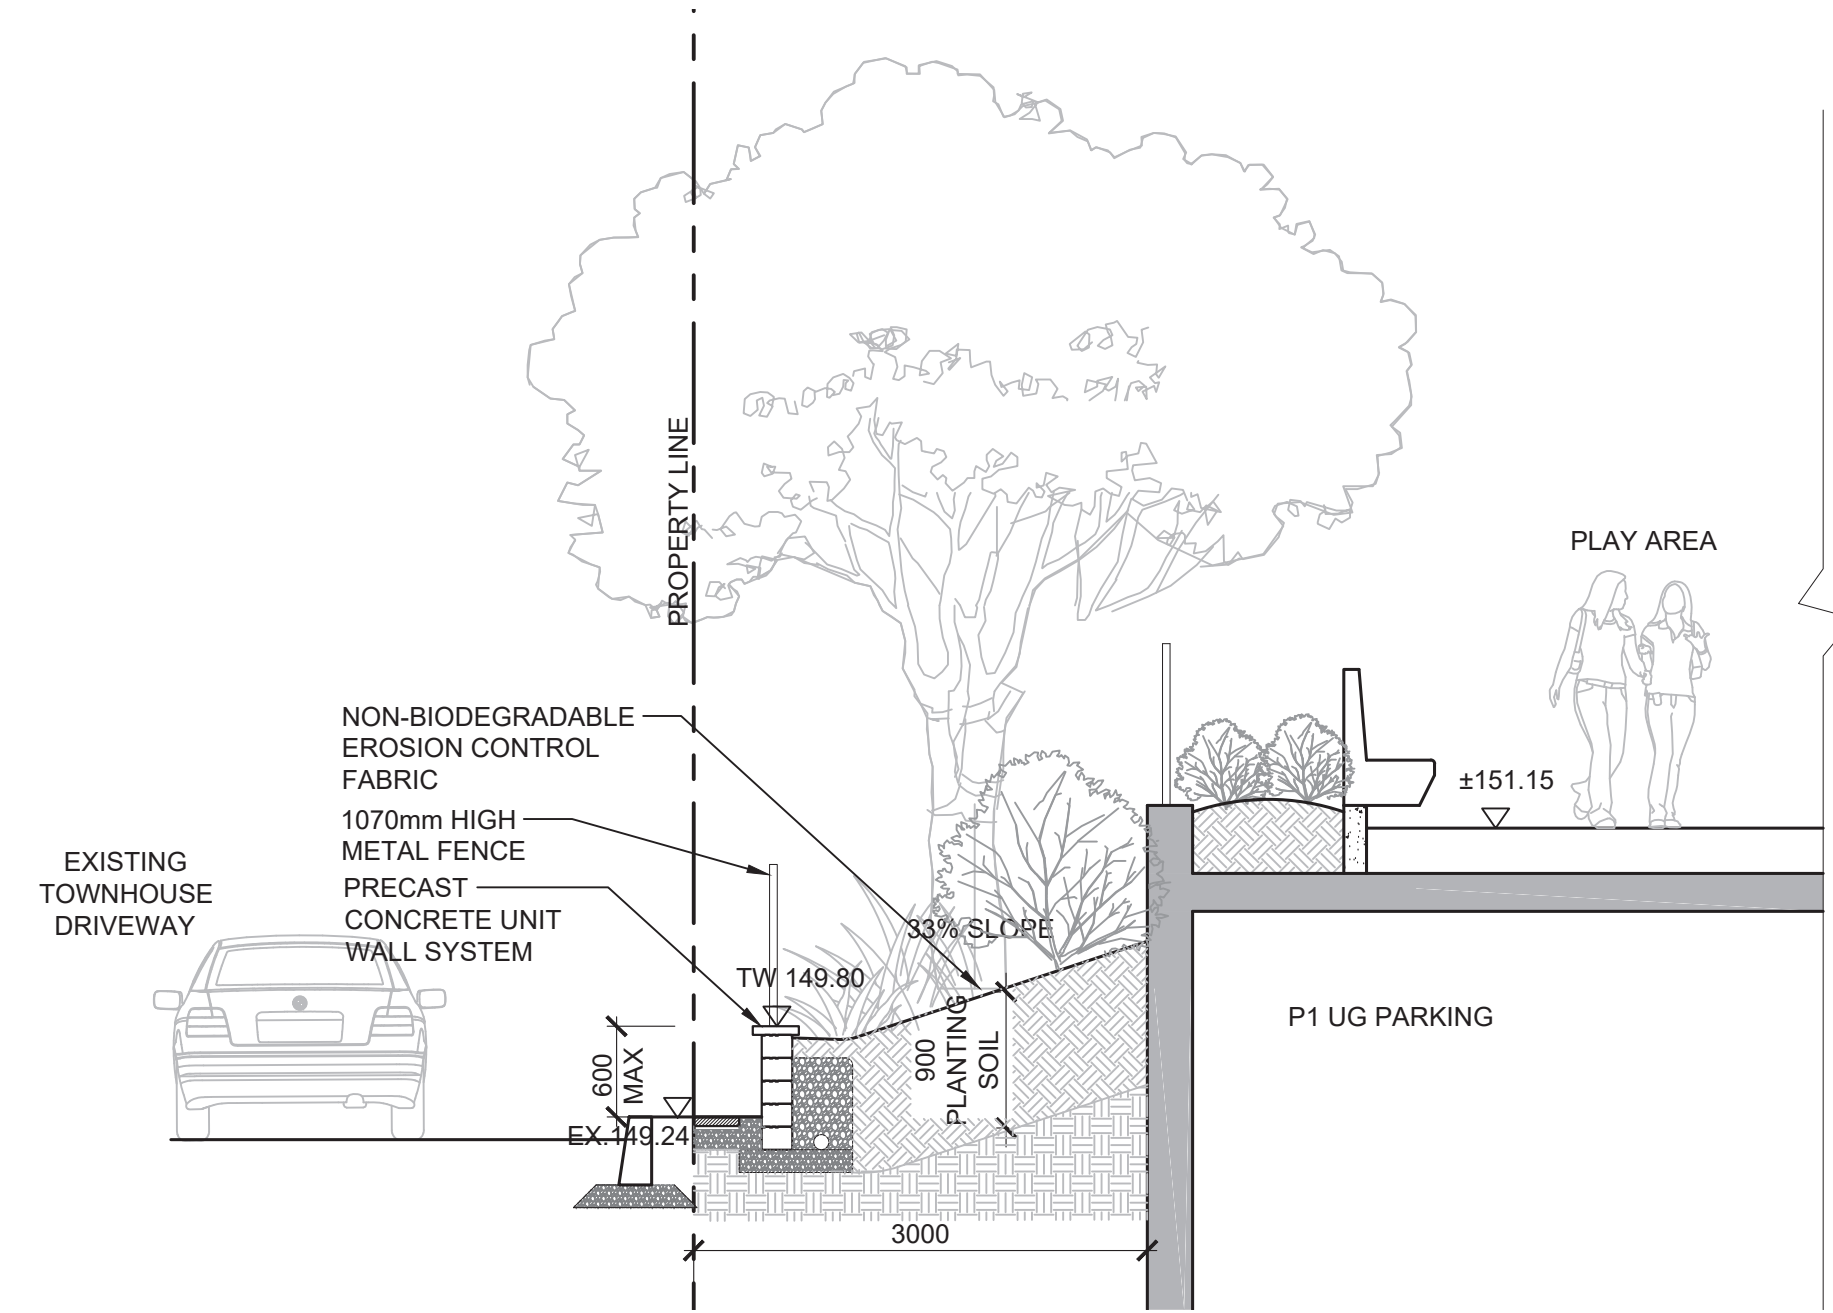 PROPERTY LINE
PLAY AREA
NON-BIODEGRADABLE
EROSION CONTROL
FABRIC
±151.15
1070mm HIGH
METAL FENCE
EXISTING
TOWNHOUSE
DRIVEWAY
PRECAST
CONCRETE UNIT
WALL SYSTEM
33% SLOPE
TW 149.80
P1 UG PARKING
600
MAX
900
PLANTING
SOIL
EX.149.24
3000